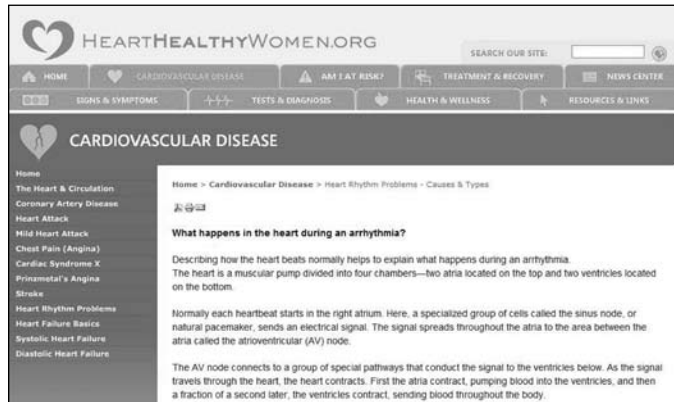 HEARTHEALTHYWOMEN.ORG
SEARCH OUR SITE:
HOME CARDIOVASCULAR DISEASE AM I AT RISK? TREATMENT & RECOVERY NEWS CENTER
SIGNS & SYMPTOMS TESTS & DIAGNOSIS HEALTH & WELLNESS RESOURCES & LINKS
CARDIOVASCULAR DISEASE
Home
The Heart & Circulation
Coronary Artery Disease
Heart Attack
Mild Heart Attack
Chest Pain (Angina)
Cardiac Syndrome X
Prinzmetal's Angina
Stroke
Heart Rhythm Problems
Heart Failure Basics
Systolic Heart Failure
Diastolic Heart Failure
Home > Cardiovascular Disease > Heart Rhythm Problems - Causes & Types
What happens in the heart during an arrhythmia?
Describing how the heart beats normally helps to explain what happens during an arrhythmia.
The heart is a muscular pump divided into four chambers—two atria located on the top and two ventricles located
on the bottom.
Normally each heartbeat starts in the right atrium. Here, a specialized group of cells called the sinus node, or
natural pacemaker, sends an electrical signal. The signal spreads throughout the atria to the area between the
atria called the atrioventricular (AV) node.
The AV node connects to a group of special pathways that conduct the signal to the ventricles below. As the signal
travels through the heart, the heart contracts. First the atria contract, pumping blood into the ventricles, and then
a fraction of a second later, the ventricles contract, sending blood throughout the body.